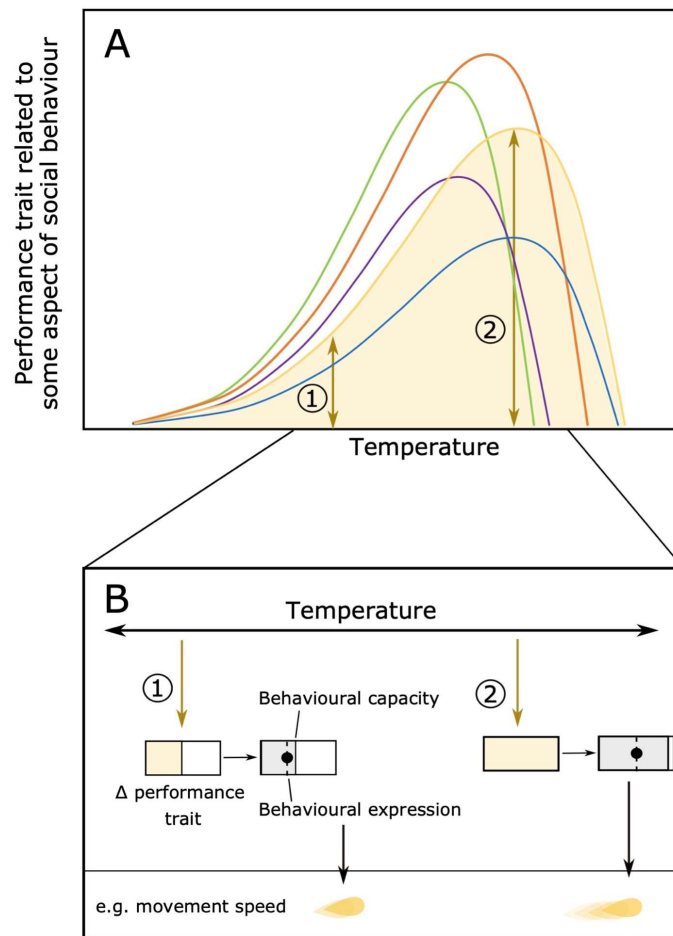 A
Performance trait related to
some aspect of social behaviour
①
②
Temperature
B
Temperature
①
②
Behavioural capacity
Δ performance
trait
Behavioural expression
e.g. movement speed